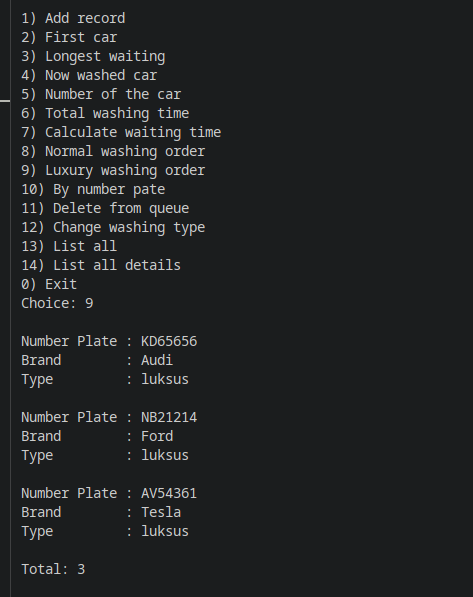 1) Add record
2) First car
3) Longest waiting
4) Now washed car
5) Number of the car
6) Total washing time
7) Calculate waiting time
8) Normal washing order
9) Luxury washing order
10) By number pate
11) Delete from queue
12) Change washing type
13) List all
14) List all details
0) Exit
Choice: 9

Number Plate : KD65656
Brand        : Audi
Type         : luksus

Number Plate : NB21214
Brand        : Ford
Type         : luksus

Number Plate : AV54361
Brand        : Tesla
Type         : luksus

Total: 3